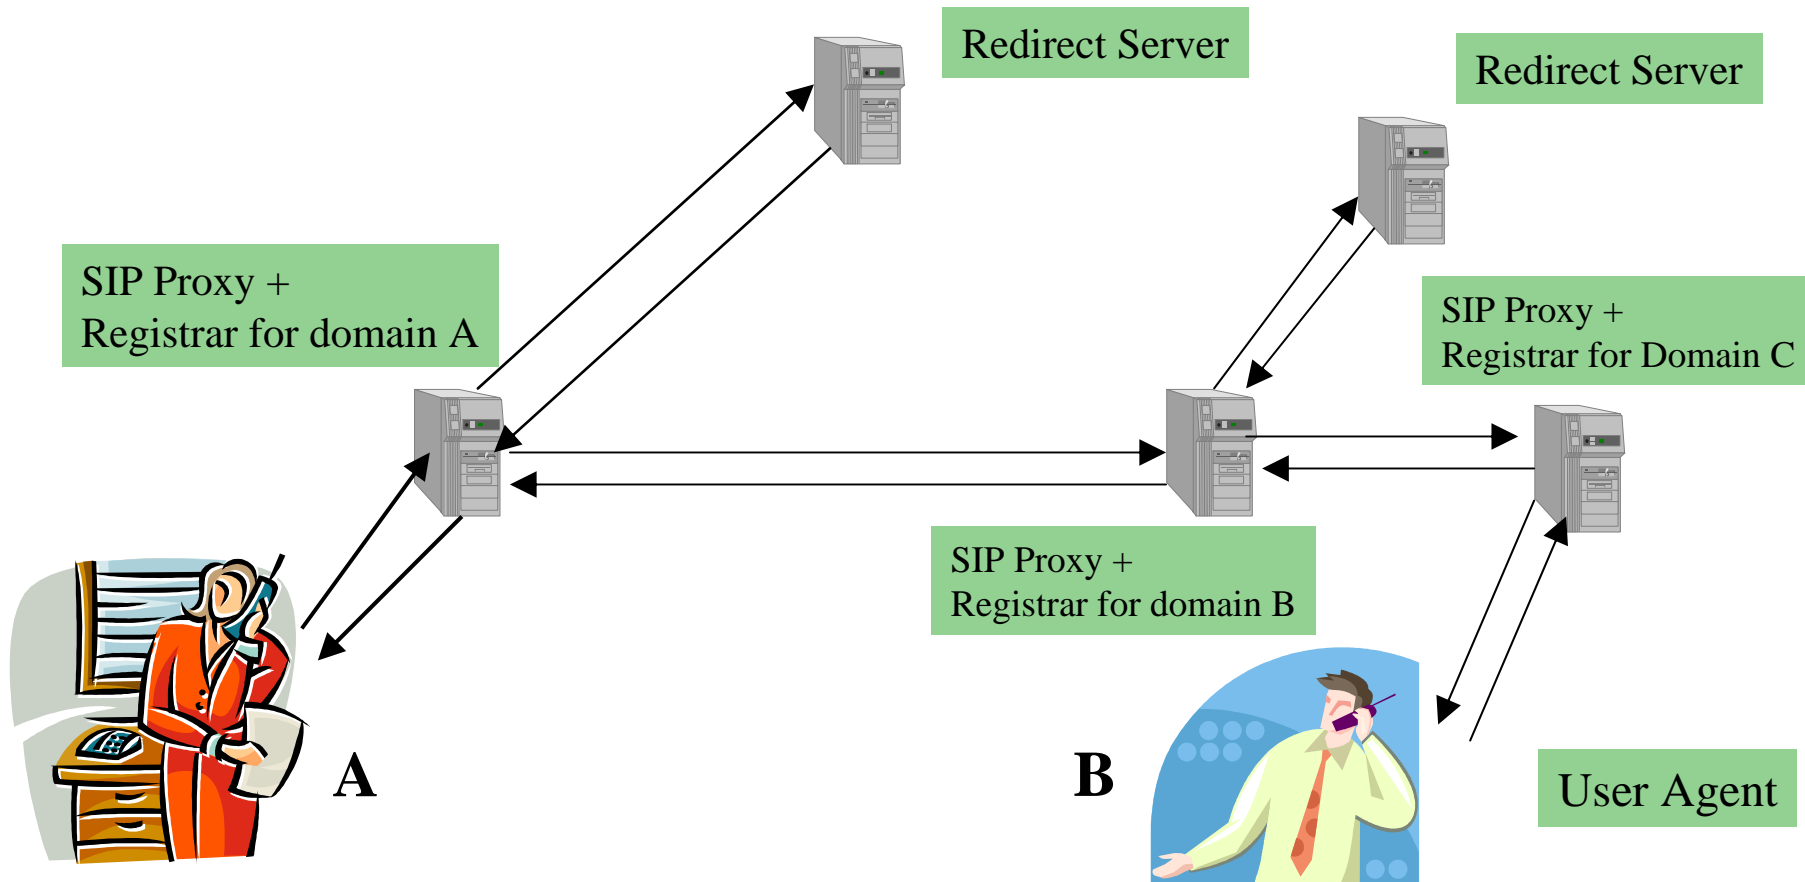 Redirect Server
Redirect Server
SIP Proxy +
Registrar for domain A
SIP Proxy +
Registrar for Domain C
SIP Proxy +
Registrar for domain B
A
B
User Agent